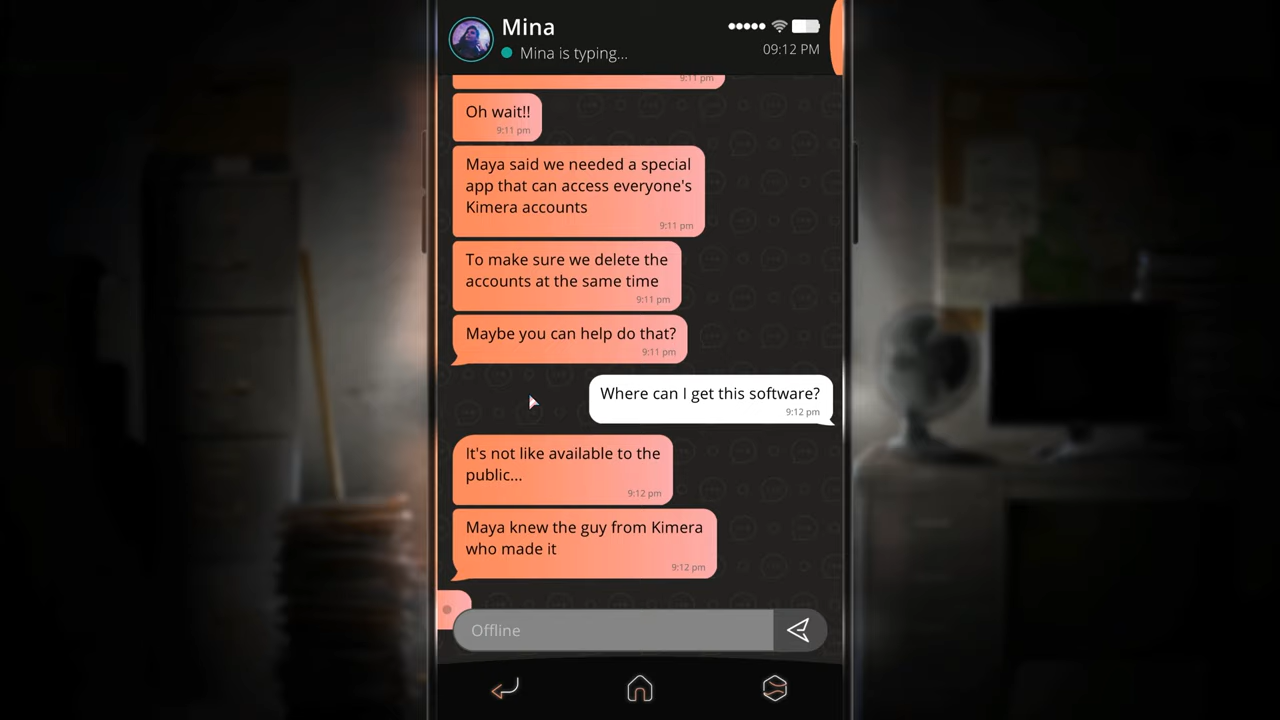 Mina
Mina is typing...
09:12 PM
9:11 pm
Oh wait!!
9:11 pm
Maya said we needed a special
app that can access everyone's
Kimera accounts
9:11 pm
To make sure we delete the
accounts at the same time
9:11 pm
Maybe you can help do that?
9:11 pm
Where can I get this software?
9:12 pm
It's not like available to the
public...
9:12 pm
Maya knew the guy from Kimera
who made it
9:12 pm
Offline